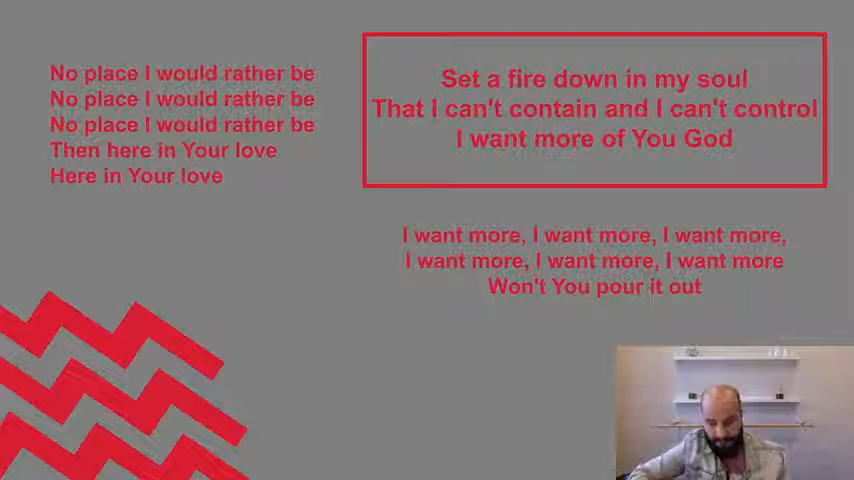 No place I would rather be
No place I would rather be
No place I would rather be
Then here in Your love
Here in Your love
Set a fire down in my soul
That I can't contain and I can't control
I want more of You God
I want more, I want more, I want more,
I want more, I want more, I want more
Won't You pour it out